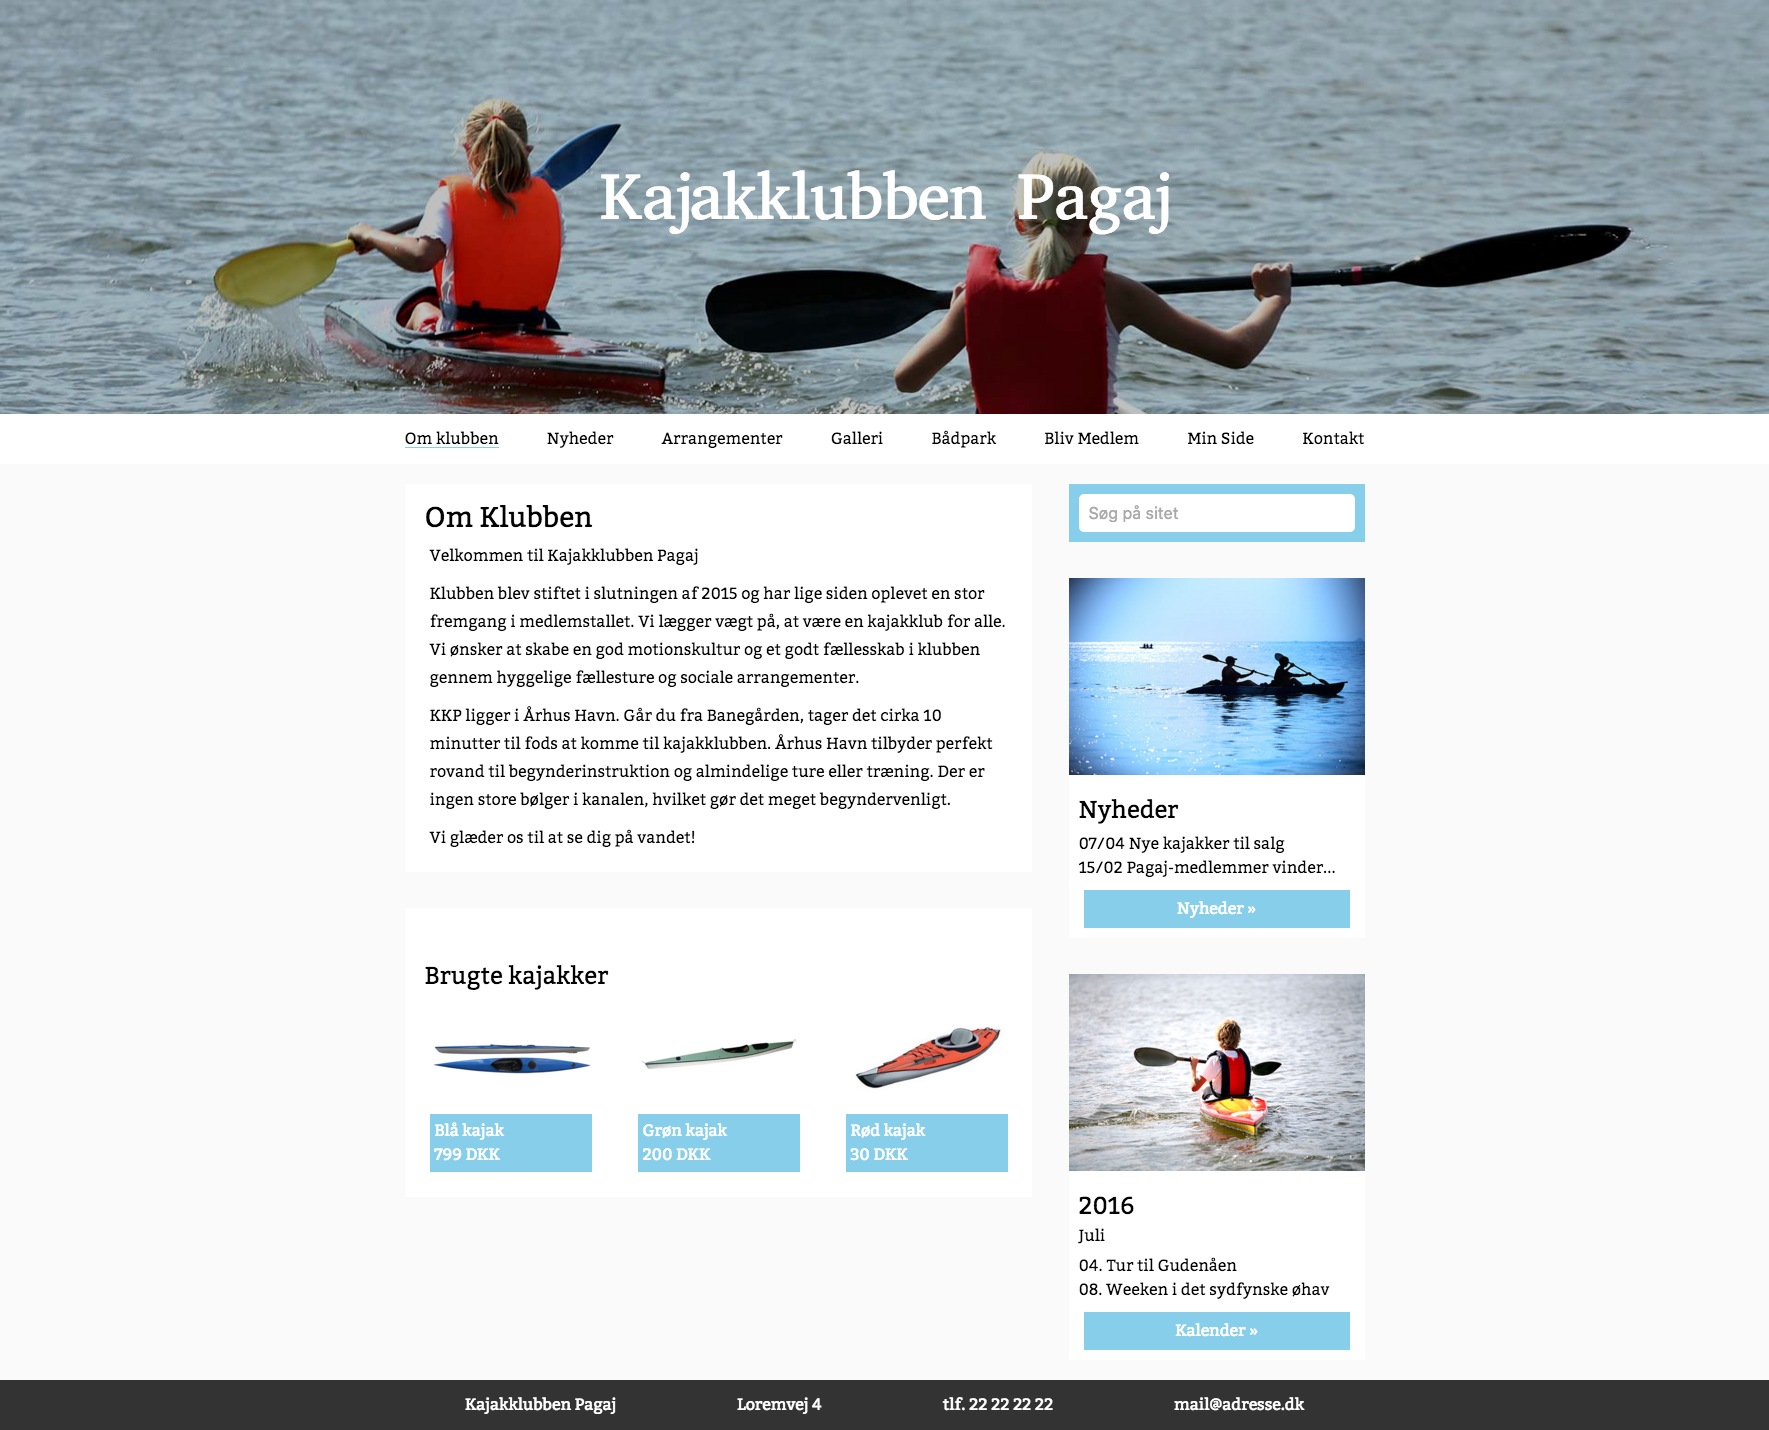 Kajakklubben Pagaj
Om klubben Nyheder Arrangementer Galleri Bådpark Bliv Medlem Min Side Kontakt
Om Klubben
Velkommen til Kajakklubben Pagaj
Klubben blev stiftet i slutningen af 2015 og har lige siden oplevet en stor
fremgang i medlemstallet. Vi lægger vægt på, at være en kajakklub for alle.
Vi ønsker at skabe en god motionskultur og et godt fællesskab i klubben
gennem hyggelige fællesture og sociale arrangementer.
KKP ligger i Århus Havn. Går du fra Banegården, tager det cirka 10
minutter til fods at komme til kajakklubben. Århus Havn tilbyder perfekt
rovand til begynderinstruktion og almindelige ture eller træning. Der er
ingen store bølger i kanalen, hvilket gør det meget begyndervenligt.
Vi glæder os til at se dig på vandet!
Brugte kajakker
Blå kajak
799 DKK
Grøn kajak
200 DKK
Rød kajak
30 DKK
Søg på sitet
Nyheder
07/04 Nye kajakker til salg
15/02 Pagaj-medlemmer vinder...
Nyheder »
2016
Juli
04. Tur til Gudenåen
08. Weeken i det sydfynske øhav
Kalender »
Kajakklubben Pagaj Loremvej 4 tlf. 22 22 22 22 mail@adresse.dk